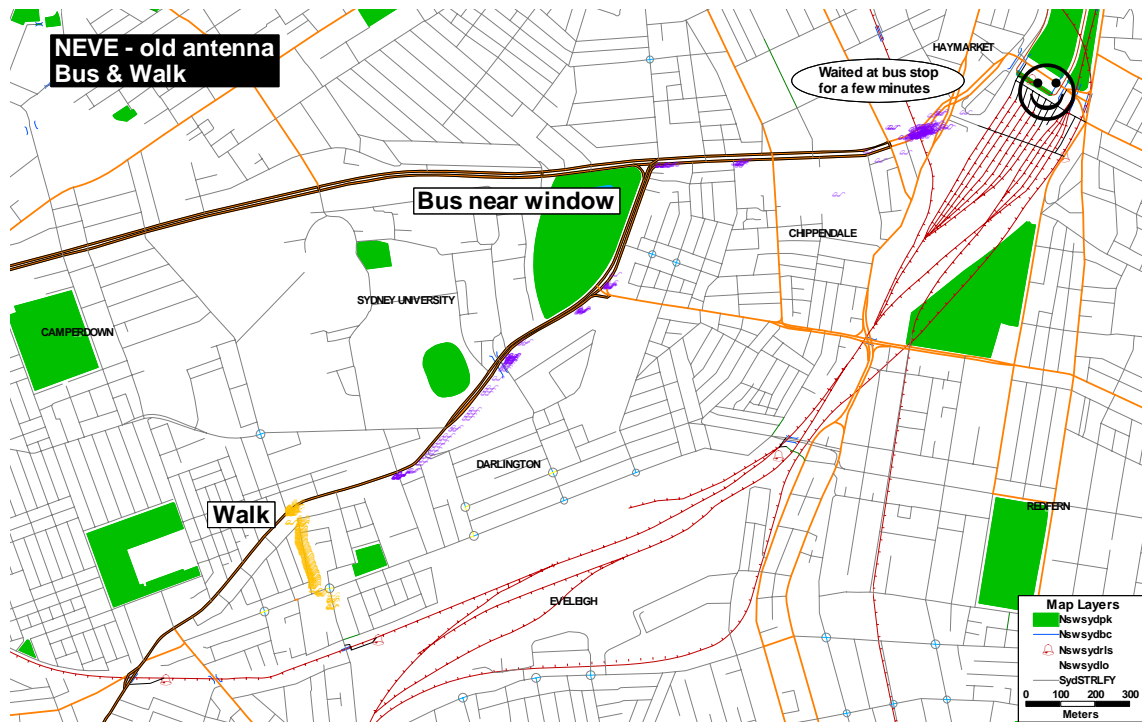 NEVE - old antenna
Bus & Walk
HAYMARKET
Waited at bus stop
for a few minutes
Bus near window
CHIPPENDALE
SYDNEY UNIVERSITY
CAMPERDOWN
DARLINGTON
Walk
REDFERN
EVELEIGH
Map Layers
Nswsydpk
Nswsydbc
Nswsydrls
Nswsydlo
SydSTRLFY
0 100 200 300
Meters